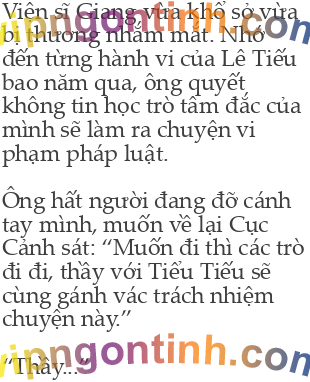 Viện sĩ Giang vừa khổ sở vừa
bi thương nhắm mắt. Nhớ
đến từng hành vi của Lê Tiếu
bao năm qua, ông quyết
không tin học trò tâm đắc của
mình sẽ làm ra chuyện vi
phạm pháp luật.
Ông hất người đang đỡ cánh
tay mình, muốn về lại Cục
Cảnh sát: “Muốn đi thì các trò
đi đi, thầy với Tiểu Tiếu sẽ
cùng gánh vác trách nhiệm
chuyện này.”
“Thầy...”
vipngontinh.com
vipngontinh.com